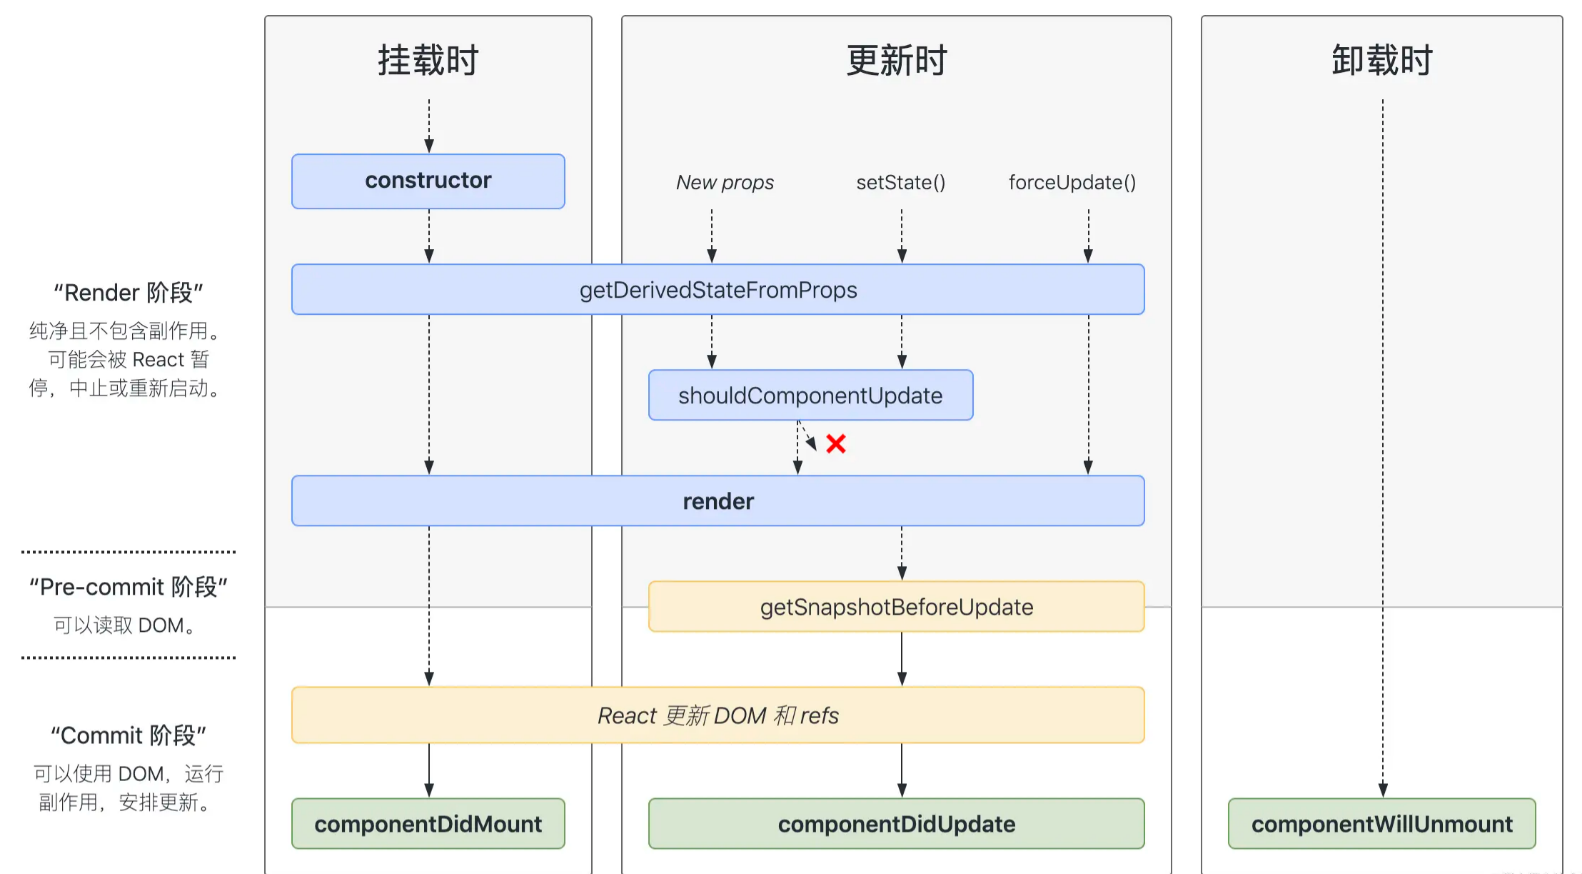 挂载时
更新时
卸载时
constructor
New props
setState()
forceUpdate()
“Render 阶段”
纯净且不包含副作用。
可能会被 React 暂
停，中止或重新启动。
getDerivedStateFromProps
shouldComponentUpdate
render
“Pre-commit 阶段”
可以读取 DOM。
getSnapshotBeforeUpdate
“Commit 阶段”
可以使用 DOM，运行
副作用，安排更新。
React 更新 DOM 和 refs
componentDidMount
componentDidUpdate
componentWillUnmount